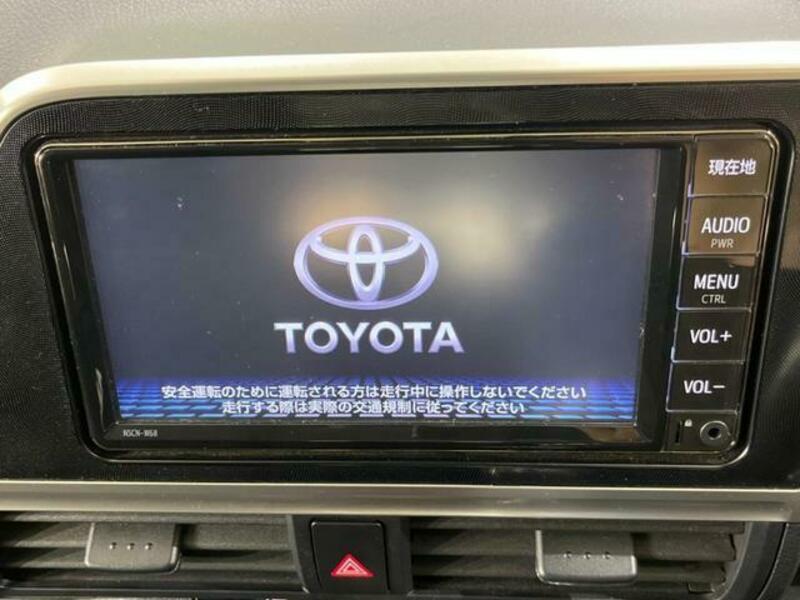 現在地
AUDIO
PWR
MENU
CTRL
VOL+
VOL-
TOYOTA
安全運転のために運転される方は走行中に操作しないでください
走行する際は実際の交通規制に従ってください
NSCN-W68